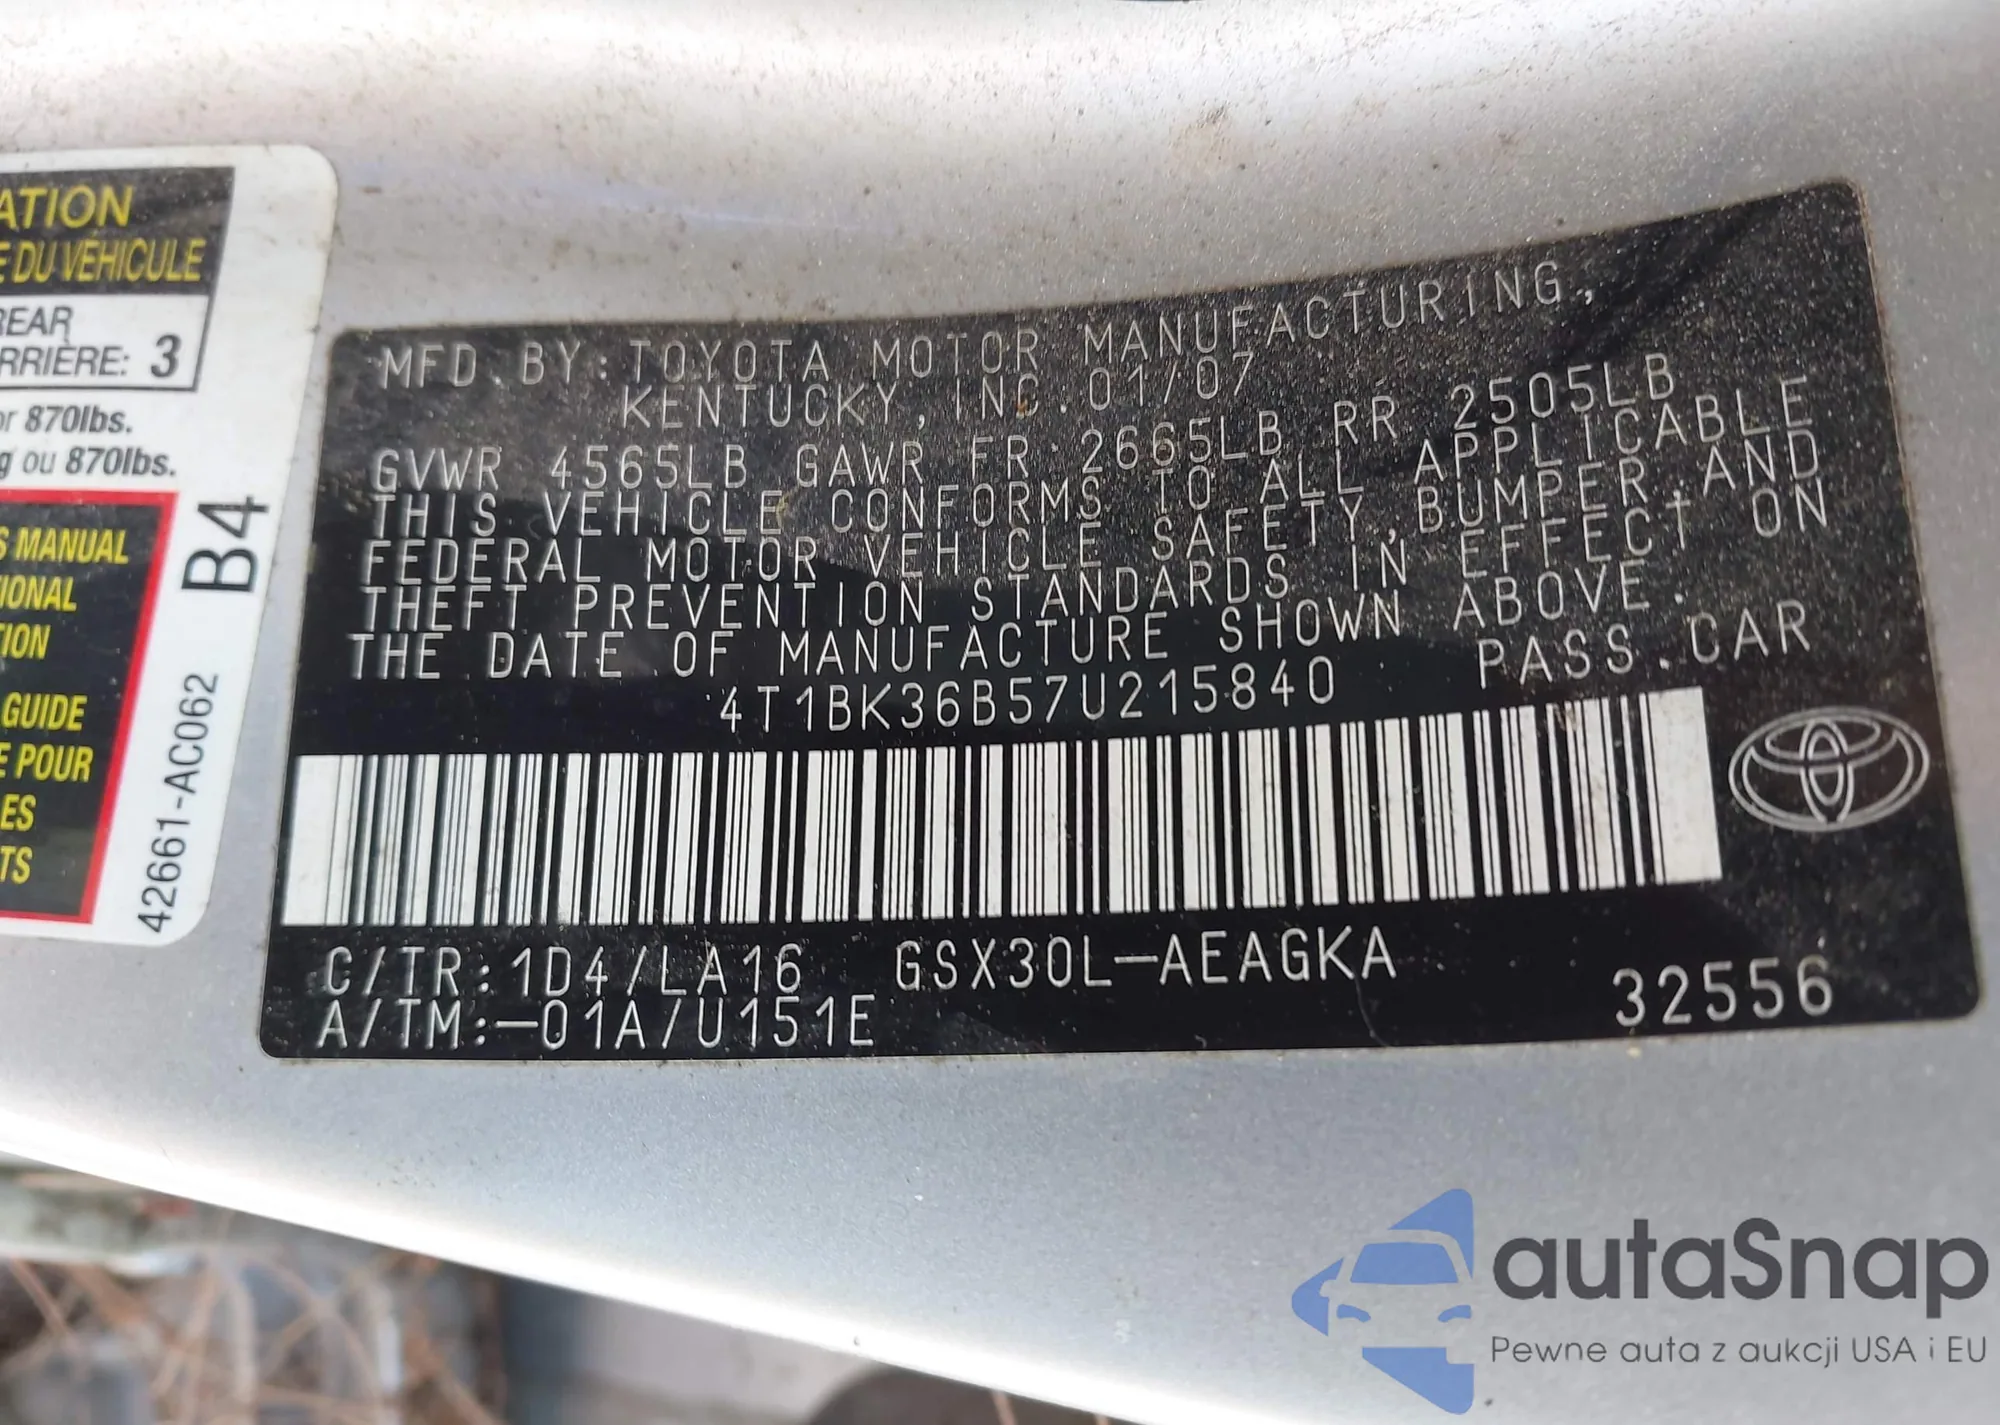 ATION
E DU VÉHICULE
REAR
RRIÈRE: 3
or 870lbs.
g ou 870lbs.
S MANUAL
IONAL
TION
GUIDE
E POUR
ES
TS
B4
42661-AC062
MFD BY: TOYOTA MOTOR MANUFACTURING,
KENTUCKY, INC. 01/07
GVWR 4565LB GAWR FR 2665LB RR 2505LB
THIS VEHICLE CONFORMS TO ALL APPLICABLE
FEDERAL MOTOR VEHICLE SAFETY, BUMPER, AND
THEFT PREVENTION STANDARDS IN EFFECT ON
THE DATE OF MANUFACTURE SHOWN ABOVE.
4T1BK36B57U215840 PASS.CAR
C/TR: 1D4/LA16 GSX30L-AEAGKA
A/TM:-01A/U151E 32556
autaSnap
Pewne auta z aukcji USA i EU